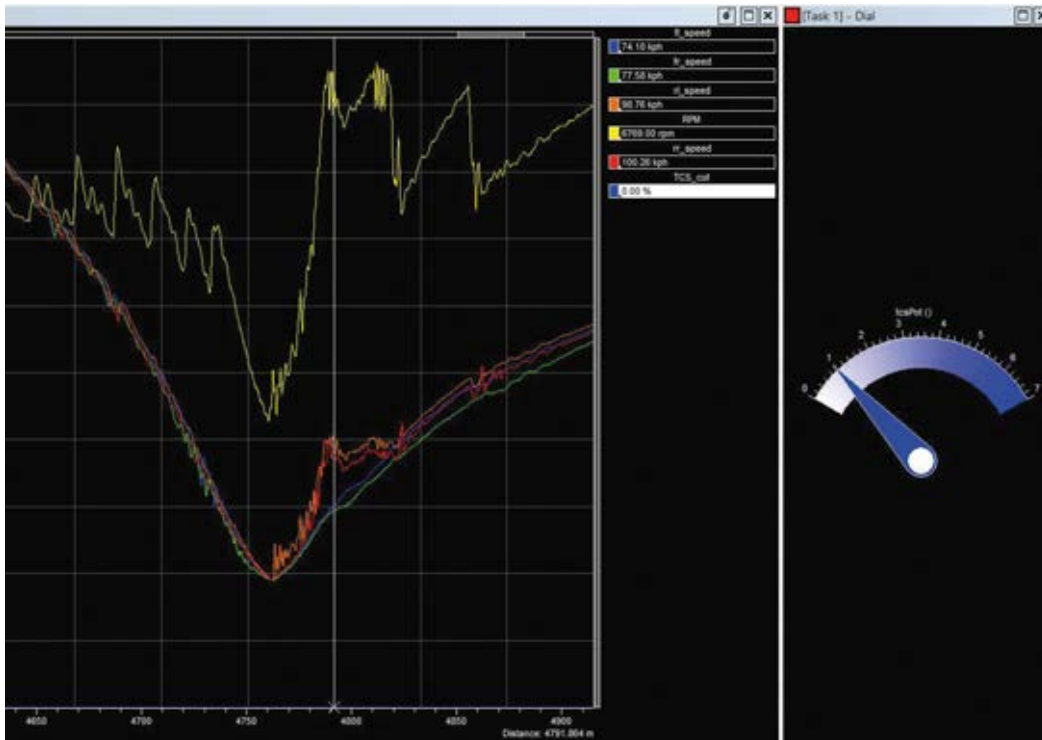 [Task 1] - Dial
fl_speed
74.10 kph
fr_speed
77.58 kph
rl_speed
98.76 kph
RPM
6769.00 rpm
rr_speed
100.26 kph
TCS_cut
0.00 %
tcsPot ()
0 1 2 3 4 5 6 7
4650 4700 4750 4800 4850 4900
Distance: 4791.864 m